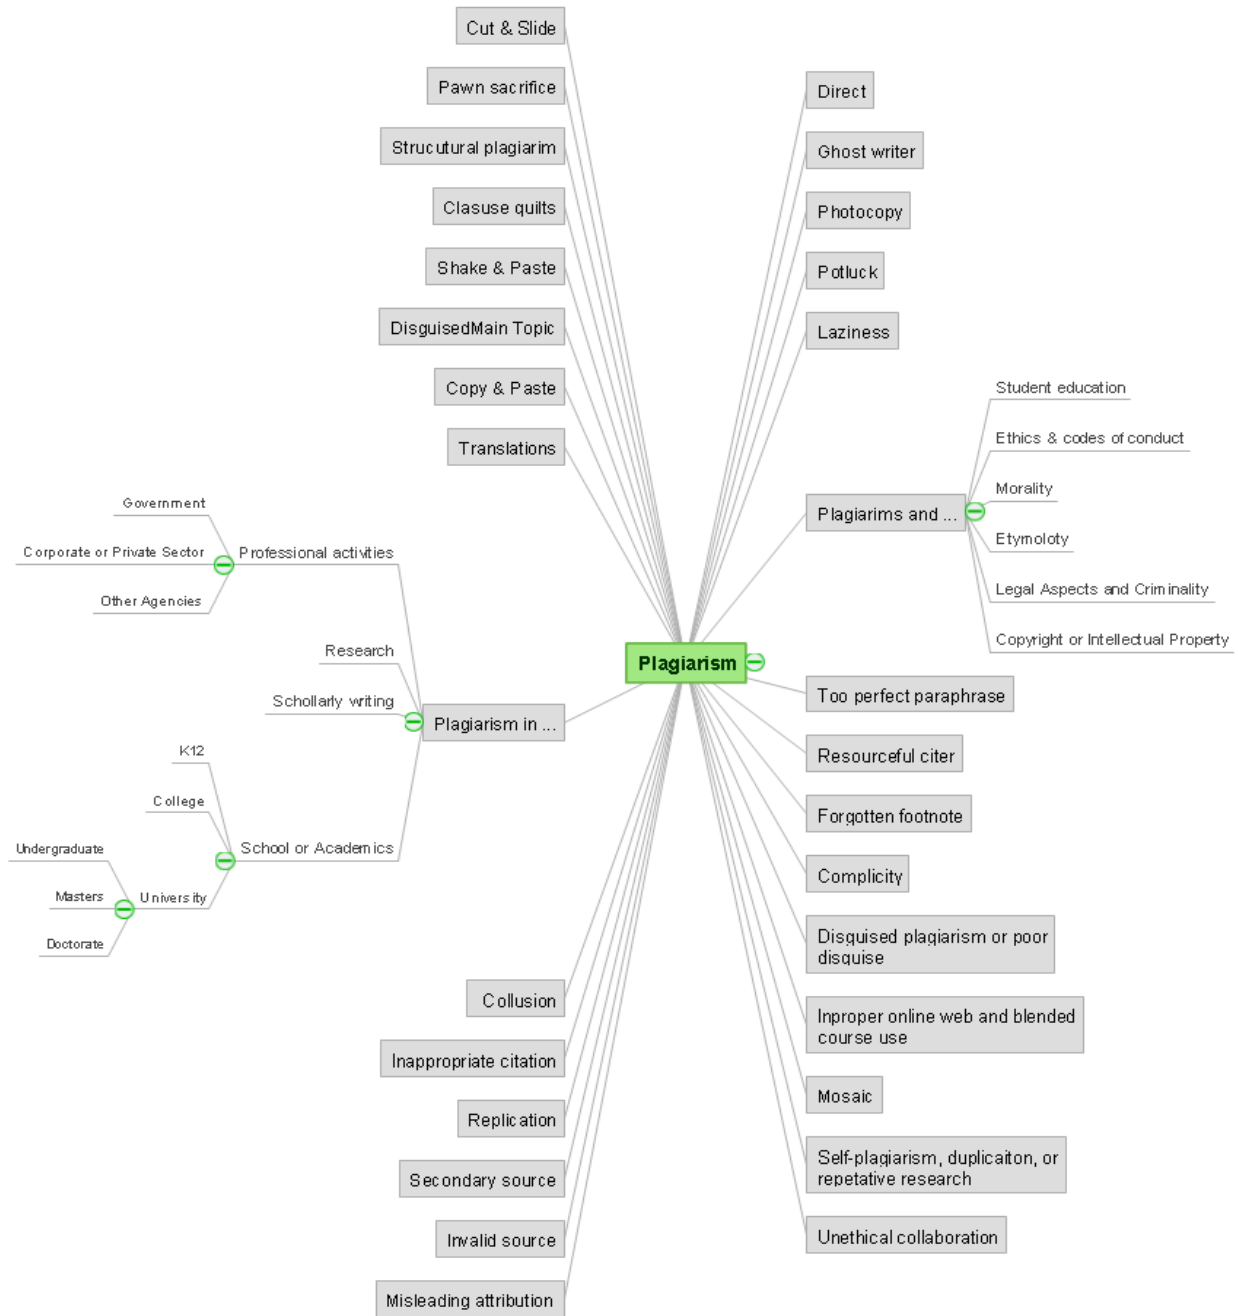 Cut & Slide
Pawn sacrifice
Strucutural plagiarim
Clasuse quilts
Shake & Paste
DisguisedMain Topic
Copy & Paste
Translations
Government
Corporate or Private Sector
Other Agencies
Professional activities
Research
Schollarly writing
Plagiarism in ...
K12
College
Undergraduate
Masters
Doctorate
University
School or Academics
Collusion
Inappropriate citation
Replication
Secondary source
Invalid source
Misleading attribution
Plagiarism
Direct
Ghost writer
Photocopy
Potluck
Laziness
Plagiarims and ...
Student education
Ethics & codes of conduct
Morality
Etymoloty
Legal Aspects and Criminality
Copyright or Intellectual Property
Too perfect paraphrase
Resourceful citer
Forgotten footnote
Complicity
Disguised plagiarism or poor
disguise
Inproper online web and blended
course use
Mosaic
Self-plagiarism, duplicaiton, or
repetative research
Unethical collaboration